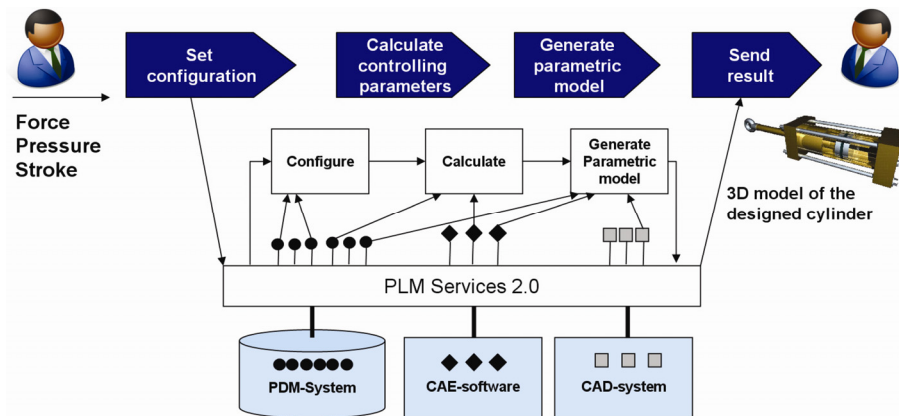 Set
configuration
Calculate
controlling
parameters
Generate
parametric
model
Send
result
Force
Pressure
Stroke
Configure
Calculate
Generate
Parametric
model
3D model of the
designed cylinder
PLM Services 2.0
PDM-System
CAE-software
CAD-system